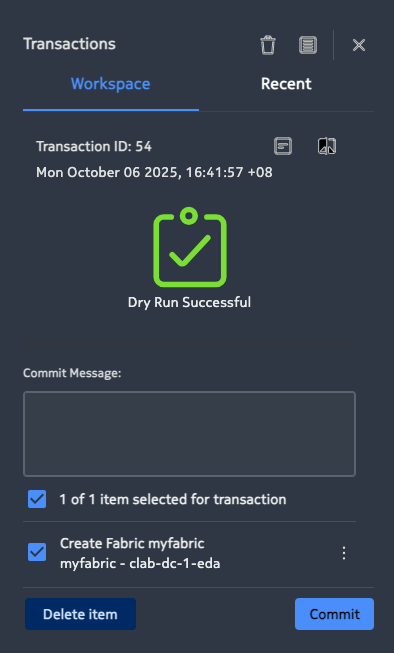 Transactions
Workspace
Recent
Transaction ID: 54
Mon October 06 2025, 16:41:57 +08
Dry Run Successful
Commit Message:
1 of 1 item selected for transaction
Create Fabric myfabric
myfabric - clab-dc-1-eda
Delete item
Commit